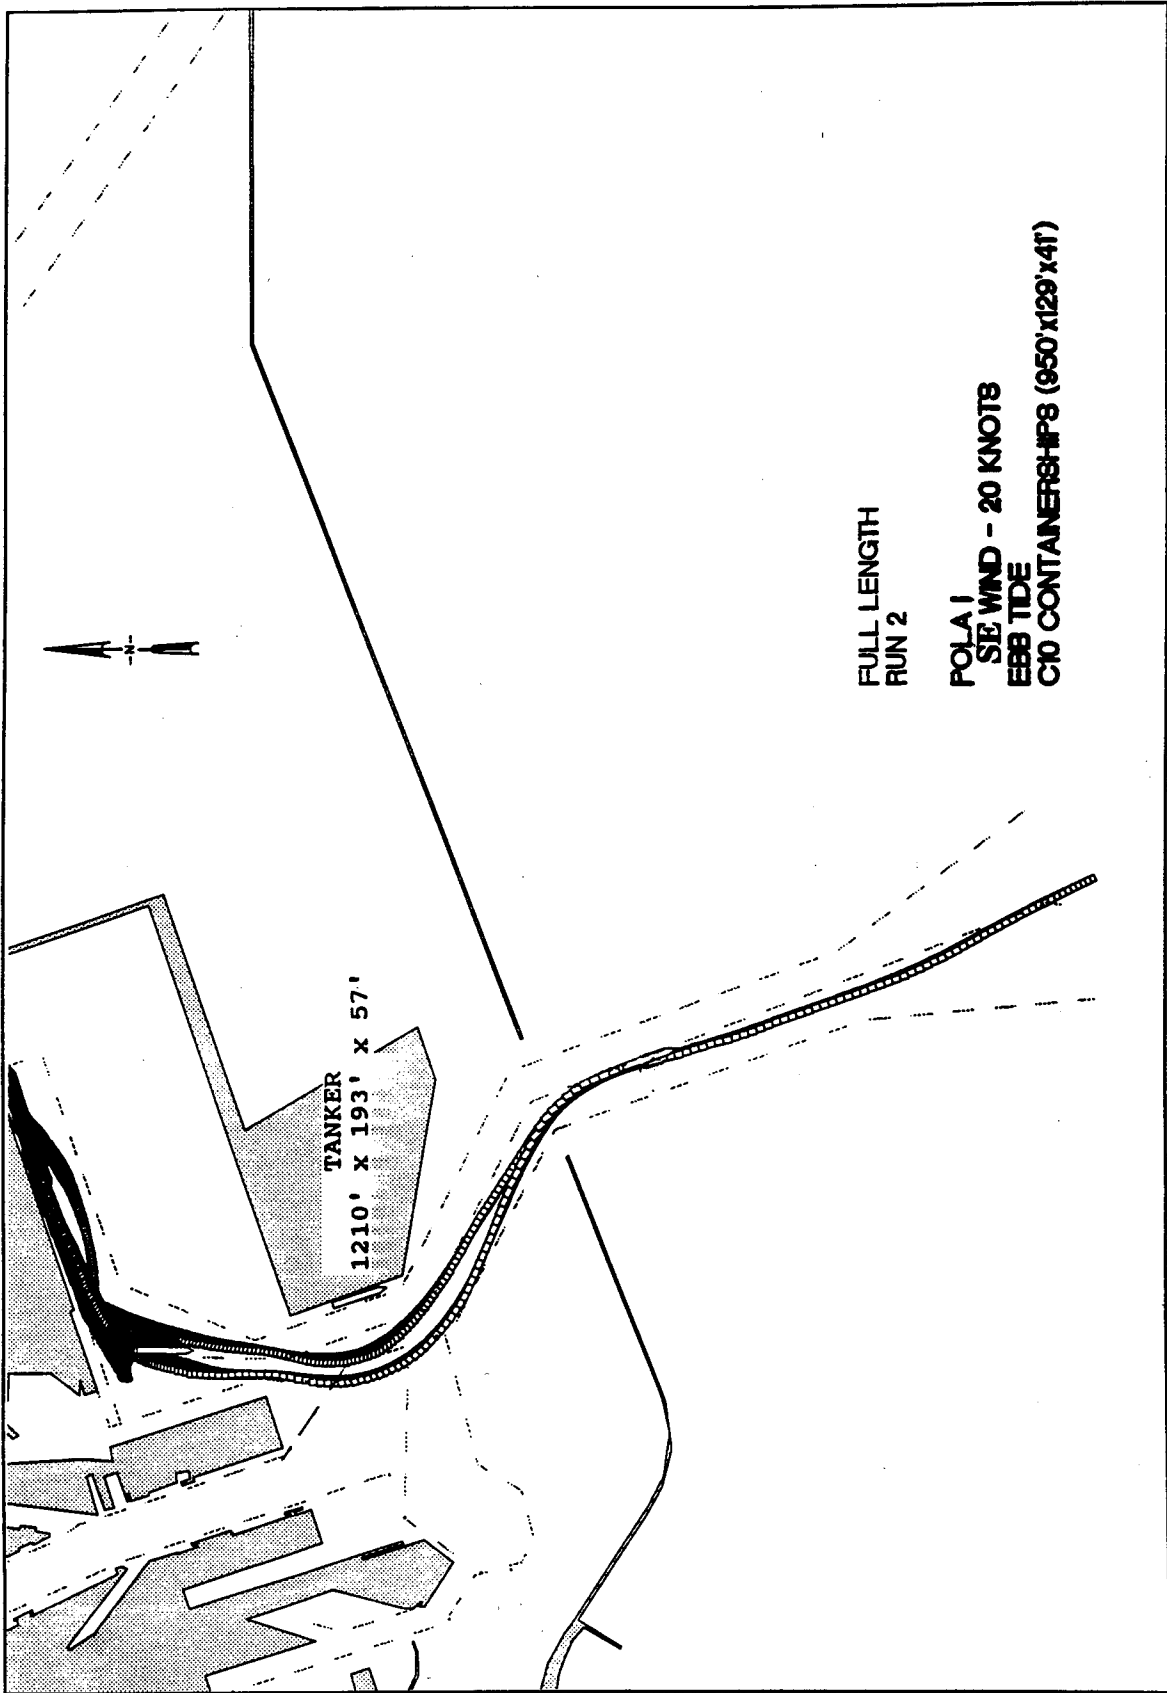 N
TANKER
1210' x 193' x 57'
FULL LENGTH
RUN 2
POLA I
SE WIND - 20 KNOTS
EBB TIDE
C10 CONTAINERSHIPS (950'x129'x41')